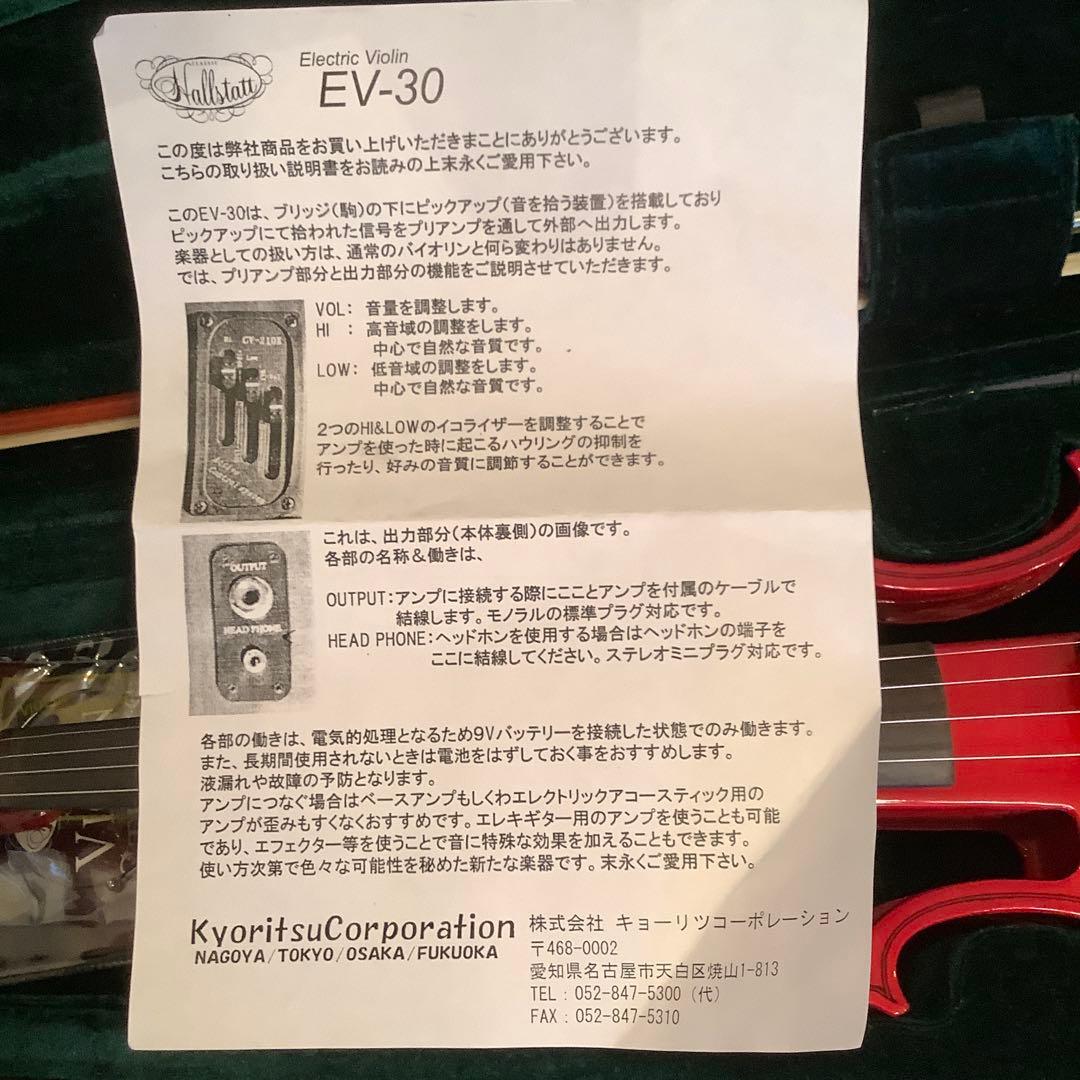 CLASSIC
Hallstatt
Electric Violin
EV-30
この度は弊社商品をお買い上げいただきまことにありがとうございます。
こちらの取り扱い説明書をお読みの上末永くご愛用下さい。
このEV-30は、ブリッジ(駒)の下にピックアップ(音を拾う装置)を搭載しており
ピックアップにて拾われた信号をプリアンプを通して外部へ出力します。
楽器としての扱い方は、通常のバイオリンと何ら変わりはありません。
では、プリアンプ部分と出力部分の機能をご説明させていただきます。
VOL: 音量を調整します。
HI : 高音域の調整をします。
中心で自然な音質です。
LOW: 低音域の調整をします。
中心で自然な音質です。
2つのHI&LOWのイコライザーを調整することで
アンプを使った時に起こるハウリングの抑制を
行ったり、好みの音質に調節することができます。
これは、出力部分(本体裏側)の画像です。
各部の名称&働きは、
OUTPUT
HEAD PHONE
OUTPUT:アンプに接続する際にこことアンプを付属のケーブルで
結線します。モノラルの標準プラグ対応です。
HEAD PHONE:ヘッドホンを使用する場合はヘッドホンの端子を
ここに結線してください。ステレオミニプラグ対応です。
各部の働きは、電気的処理となるため9Vバッテリーを接続した状態でのみ働きます。
また、長期間使用されないときは電池をはずしておく事をおすすめします。
液漏れや故障の予防となります。
アンプにつなぐ場合はベースアンプもしくわエレクトリックアコースティック用の
アンプが歪みもすくなくおすすめです。エレキギター用のアンプを使うことも可能
であり、エフェクター等を使うことで音に特殊な効果を加えることもできます。
使い方次第で色々な可能性を秘めた新たな楽器です。末永くご愛用下さい。
KyoritsuCorporation
NAGOYA/TOKYO/OSAKA/FUKUOKA
株式会社 キョーリツコーポレーション
〒468-0002
愛知県名古屋市天白区焼山1-813
TEL : 052-847-5300 (代)
FAX : 052-847-5310